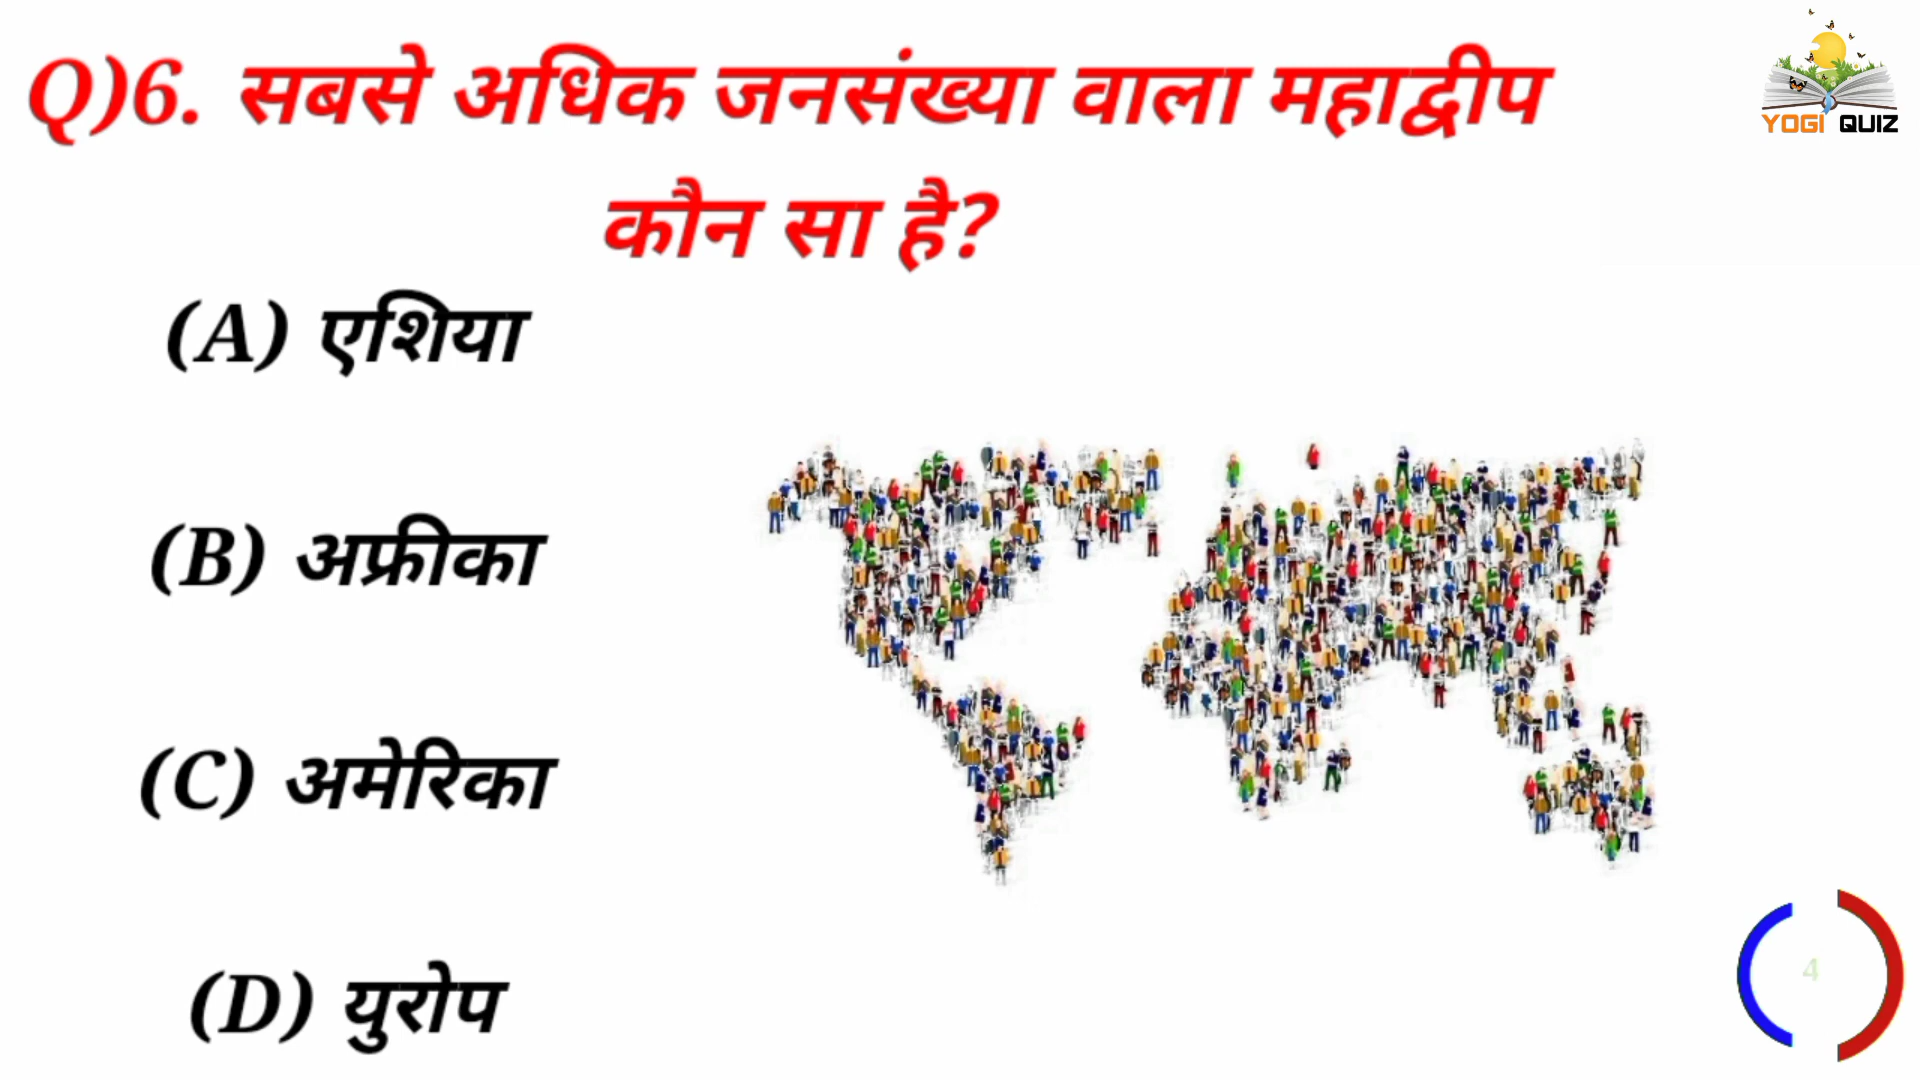 Q)6. सबसे अधिक जनसंख्या वाला महाद्वीप
कौन सा है?
(A) एशिया
(B) अफ्रीका
(C) अमेरिका
(D) युरोप
YOGI QUIZ
4